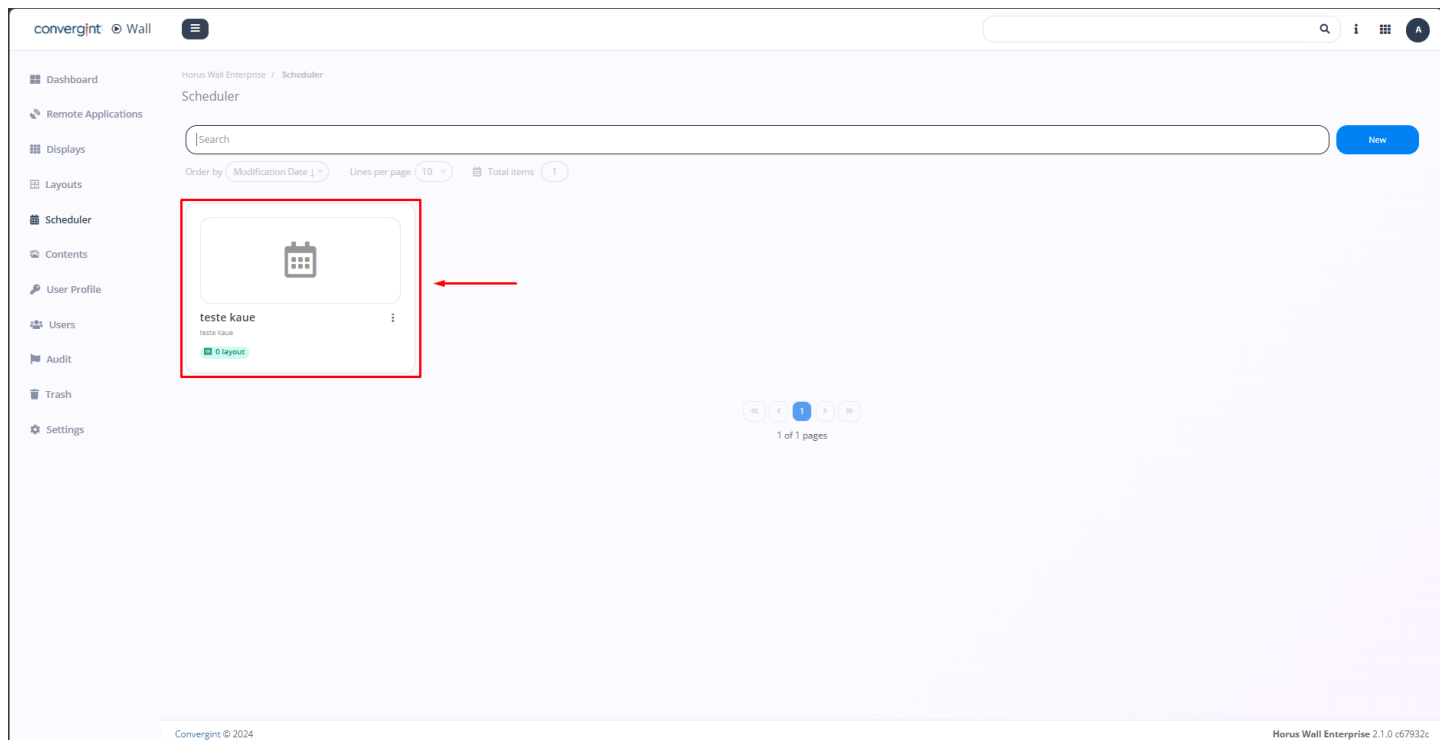 convergint Wall
A
Dashboard
Remote Applications
Displays
Layouts
Scheduler
Contents
User Profile
Users
Audit
Trash
Settings
Horus Wall Enterprise / Scheduler
Scheduler
Search
New
Order by Modification Date ↓ Lines per page 10 Total items 1
teste kaue
teste kaue
0 layout
« < 1 > »
1 of 1 pages
Convergint © 2024
Horus Wall Enterprise 2.1.0 c67932c